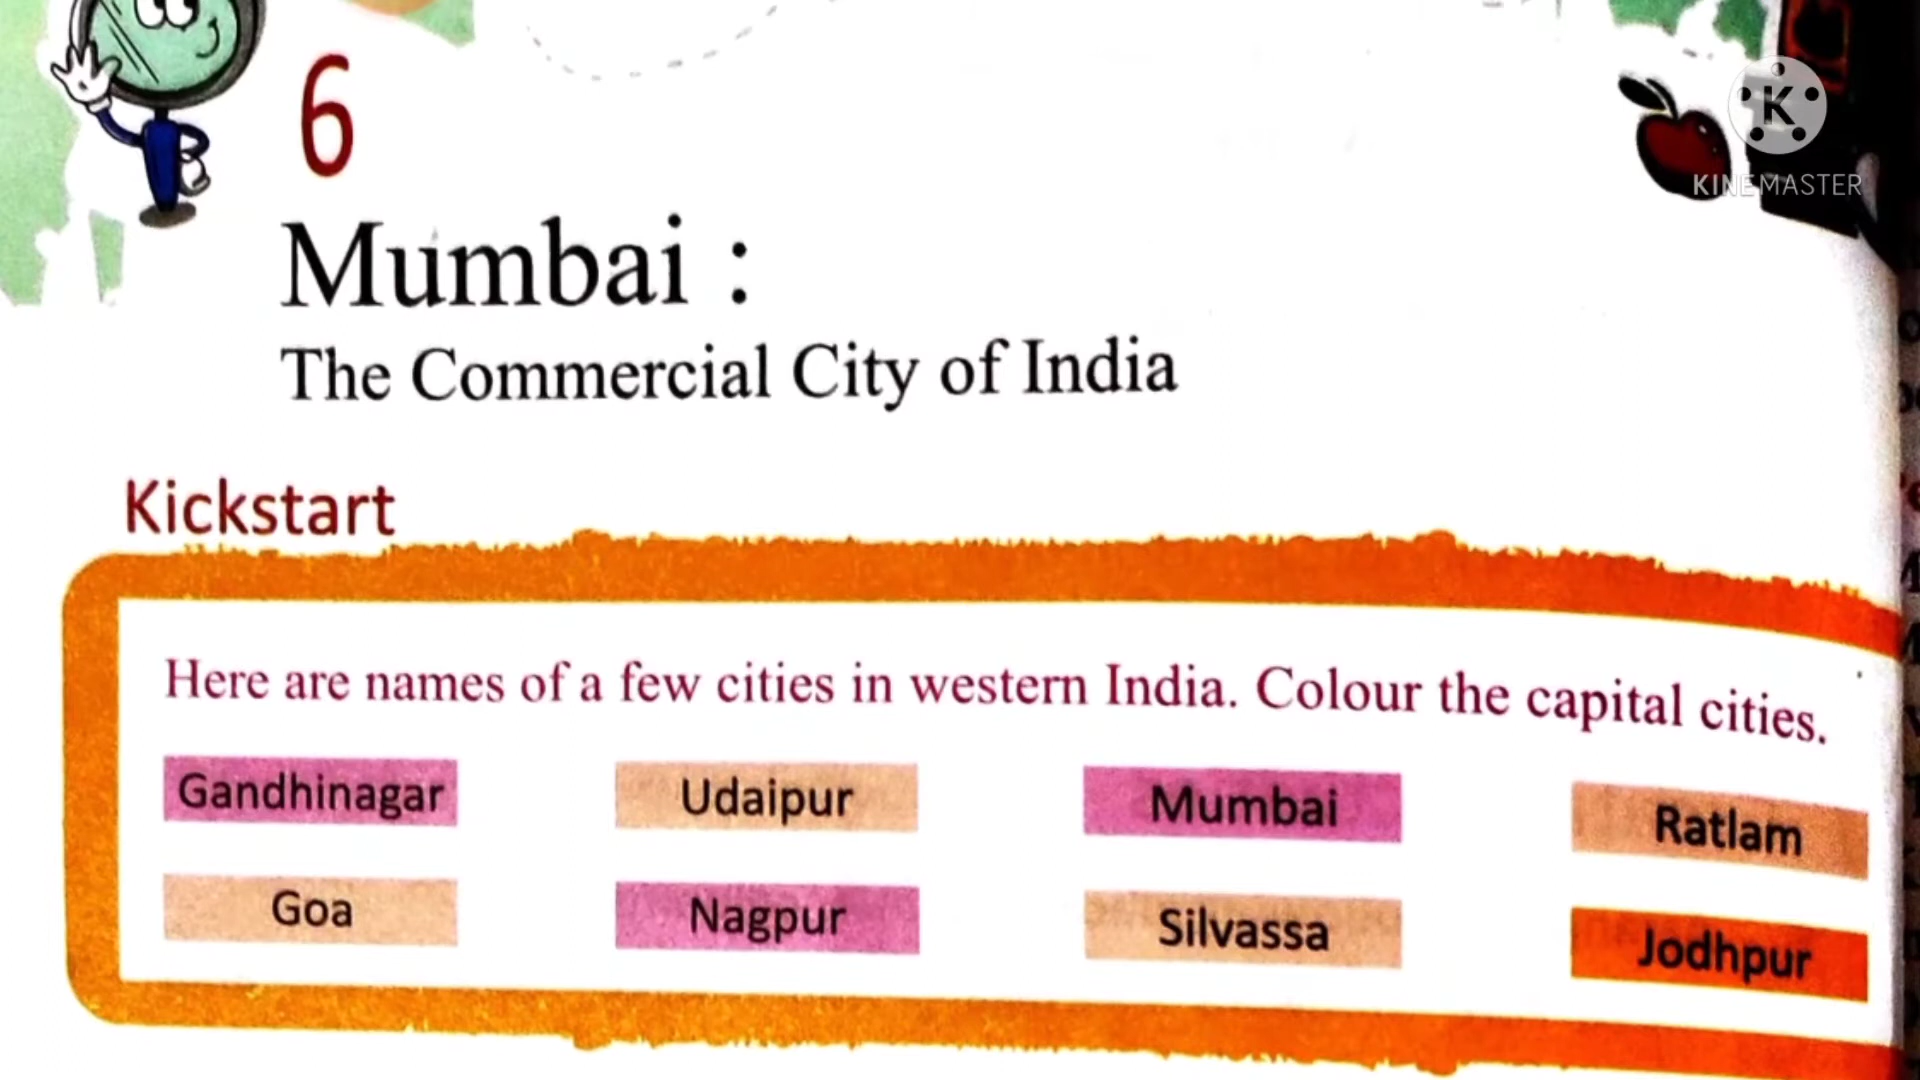 6
Mumbai :
The Commercial City of India
Kickstart
Here are names of a few cities in western India. Colour the capital cities.
Gandhinagar Udaipur Mumbai Ratlam
Goa Nagpur Silvassa Jodhpur
K
KINEMASTER